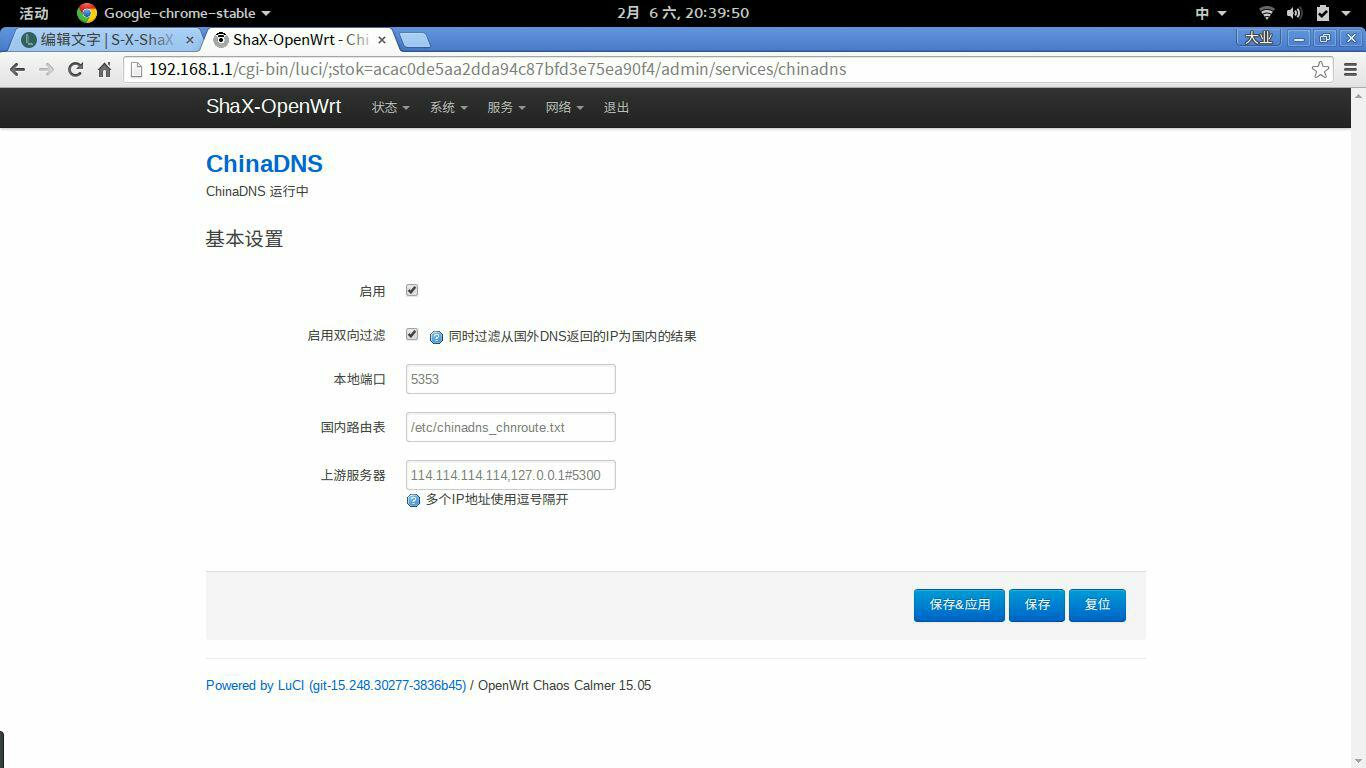 活动 Google-chrome-stable 2月 6 六, 20:39:50 中
编辑文字 | S-X-ShaX ShaX-OpenWrt - Chi 大业
192.168.1.1/cgi-bin/luci/;stok=acac0de5aa2dda94c87bfd3e75ea90f4/admin/services/chinadns
ShaX-OpenWrt 状态 系统 服务 网络 退出
ChinaDNS
ChinaDNS 运行中
基本设置
启用
启用双向过滤 同时过滤从国外DNS返回的IP为国内的结果
本地端口 5353
国内路由表 /etc/chinadns_chnroute.txt
上游服务器 114.114.114.114,127.0.0.1#5300
多个IP地址使用逗号隔开
保存&应用 保存 复位
Powered by LuCI (git-15.248.30277-3836b45) / OpenWrt Chaos Calmer 15.05